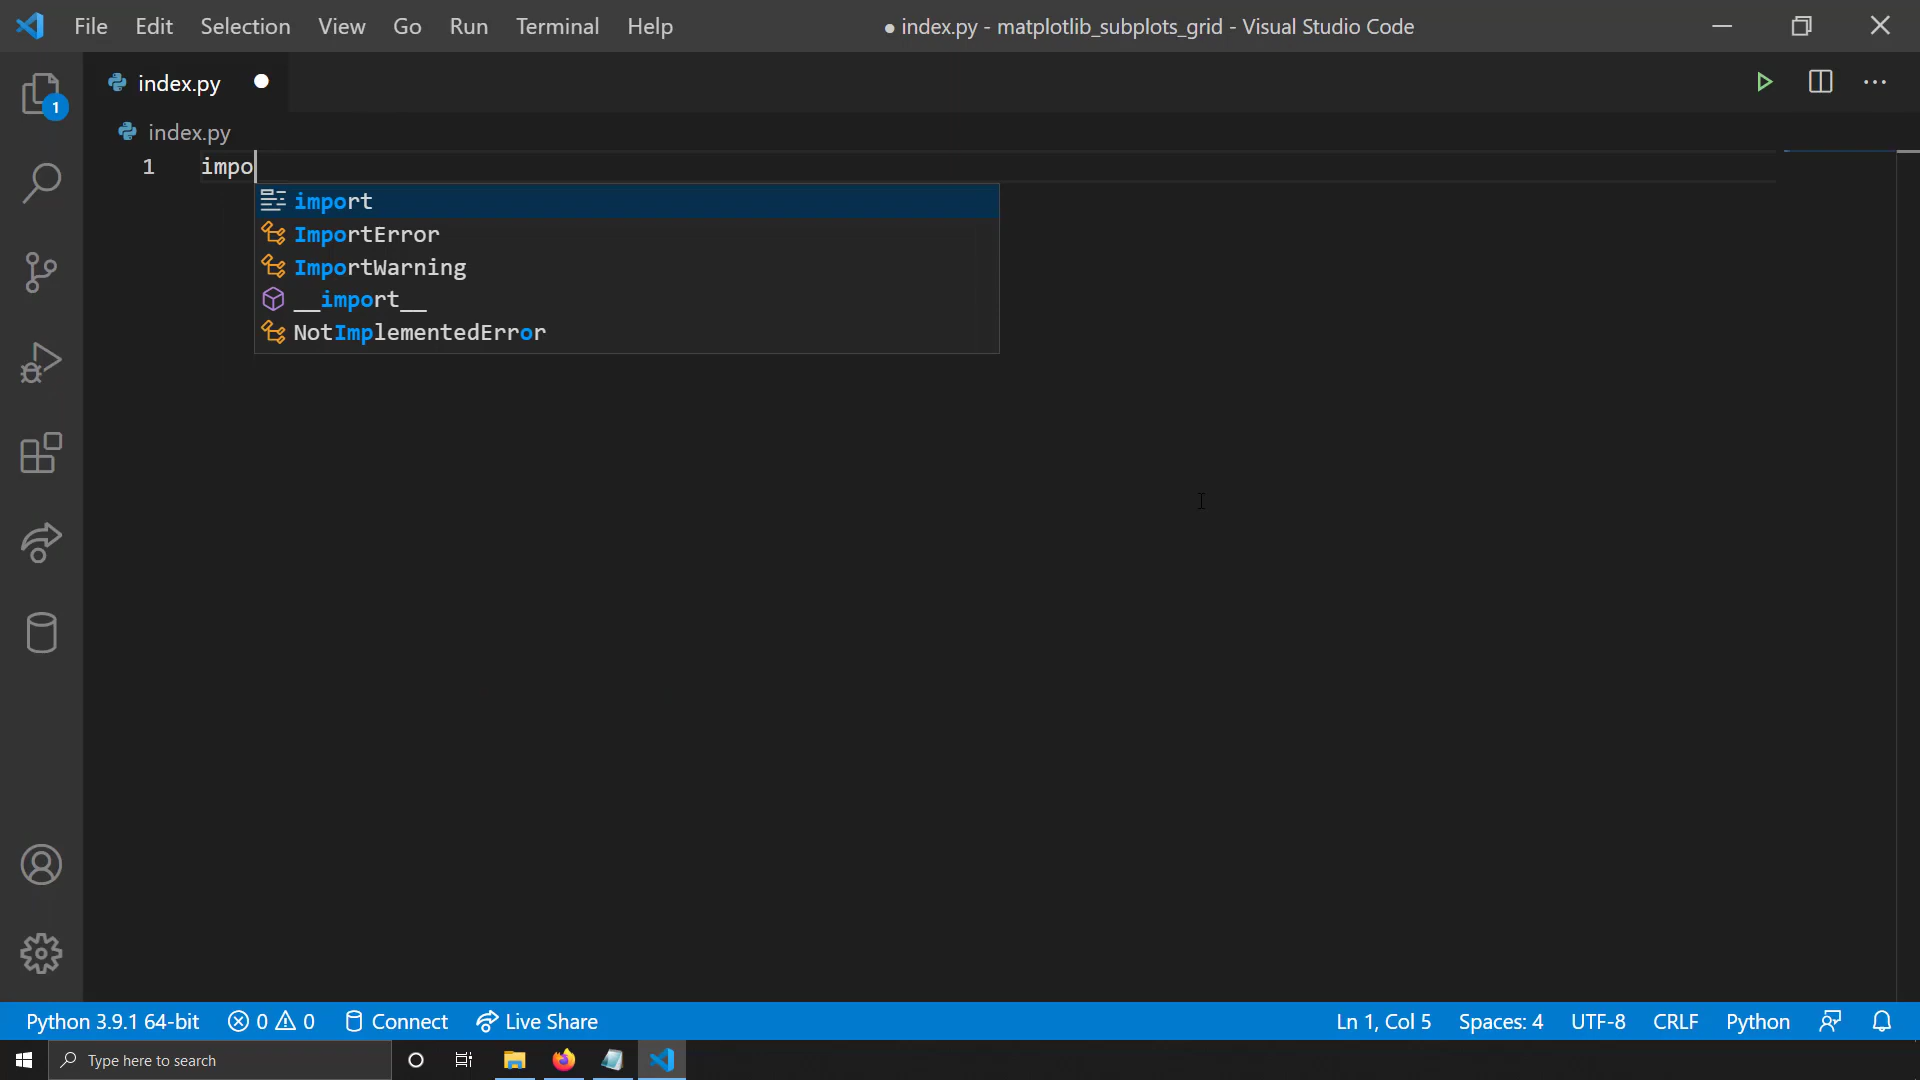 File Edit Selection View Go Run Terminal Help ● index.py - matplotlib_subplots_grid - Visual Studio Code
index.py
1
index.py
1 impo
import
ImportError
ImportWarning
__import__
NotImplementedError
Python 3.9.1 64-bit 0 0 Connect Live Share Ln 1, Col 5 Spaces: 4 UTF-8 CRLF Python
Type here to search